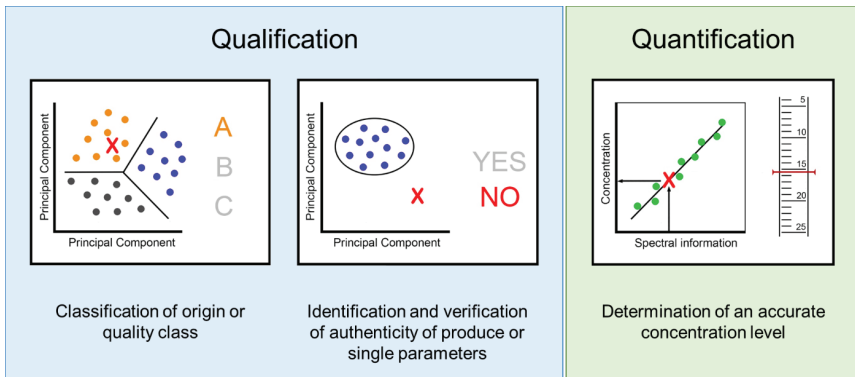 Qualification
Quantification
Principal Component
Principal Component
A
B
C
Principal Component
Principal Component
YES
NO
Concentration
Spectral information
5
10
15
20
25
Classification of origin or
quality class
Identification and verification
of authenticity of produce or
single parameters
Determination of an accurate
concentration level